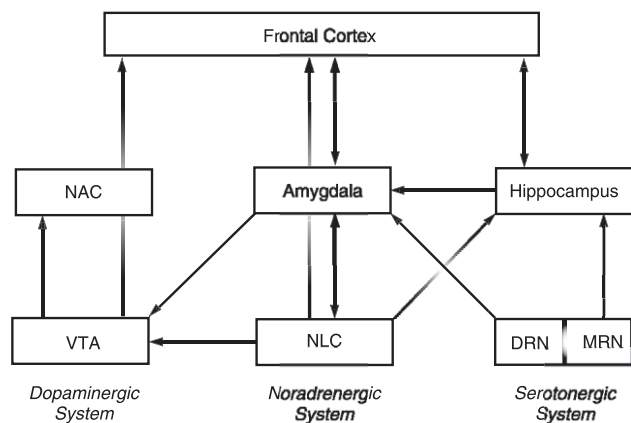 Frontal Cortex
NAC
Amygdala
Hippocampus
VTA
NLC
DRN
MRN
Dopaminergic
System
Noradrenergic
System
Serotonergic
System